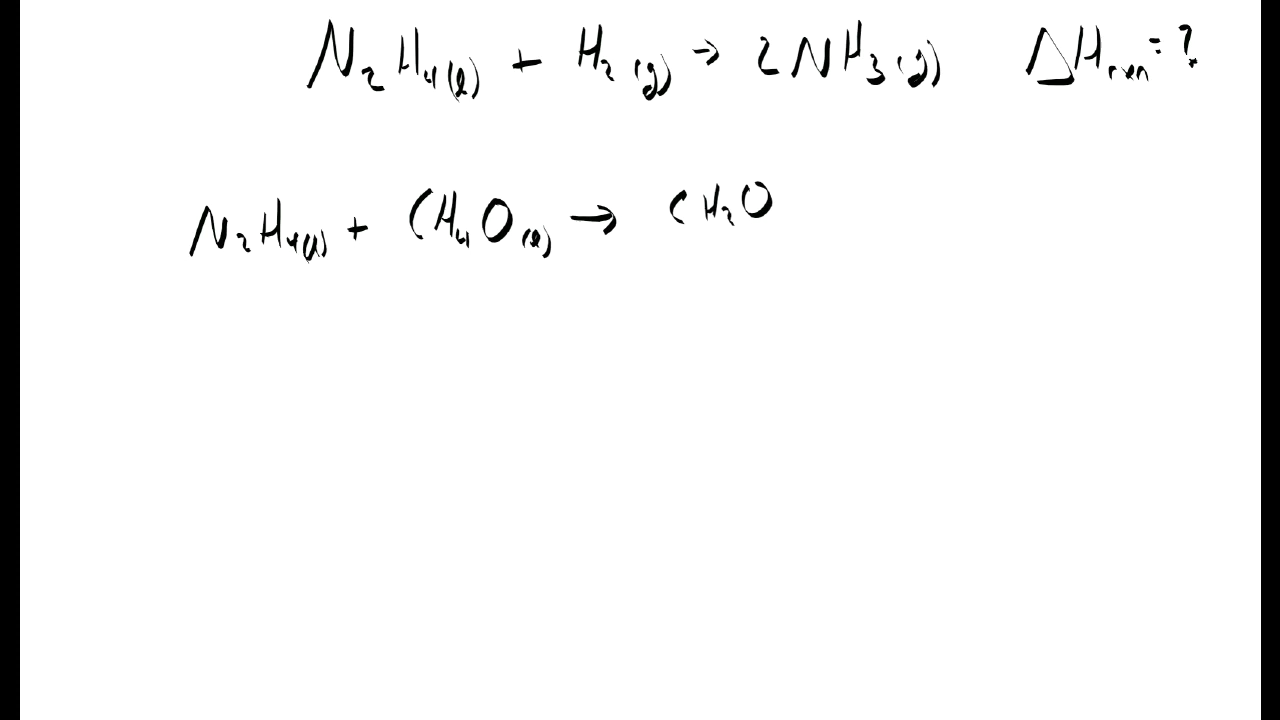 N₂H₄(l) + H₂(g) → 2NH₃(g) ΔHrxn = ?
N₂H₄(l) + CH₄O(l) → CH₂O